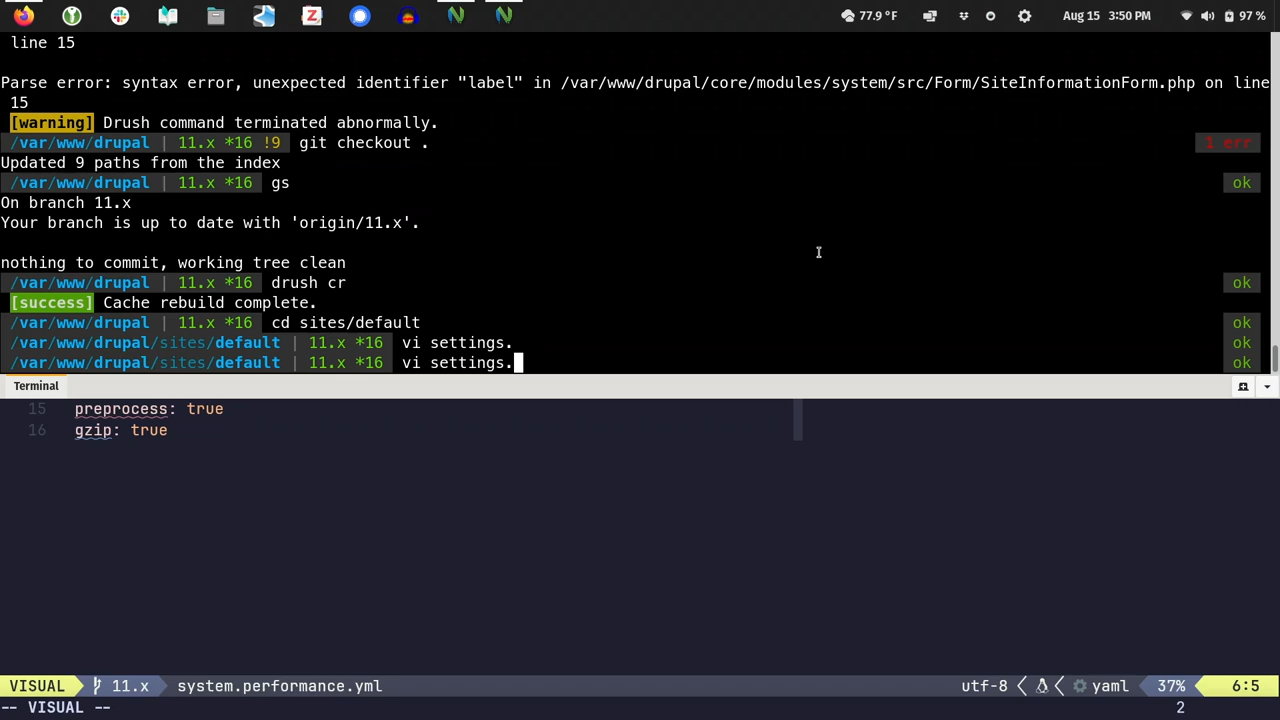 77.9 °F Aug 15 3:50 PM 97 %
line 15
Parse error: syntax error, unexpected identifier "label" in /var/www/drupal/core/modules/system/src/Form/SiteInformationForm.php on line
15
[warning] Drush command terminated abnormally.
/var/www/drupal | 11.x *16 !9 git checkout . 1 err
Updated 9 paths from the index
/var/www/drupal | 11.x *16 gs ok
On branch 11.x
Your branch is up to date with 'origin/11.x'.
nothing to commit, working tree clean
/var/www/drupal | 11.x *16 drush cr ok
[success] Cache rebuild complete.
/var/www/drupal | 11.x *16 cd sites/default ok
/var/www/drupal/sites/default | 11.x *16 vi settings. ok
/var/www/drupal/sites/default | 11.x *16 vi settings. ok
Terminal
15 preprocess: true
16 gzip: true
VISUAL 11.x system.performance.yml utf-8 yaml 37% 6:5
-- VISUAL -- 2